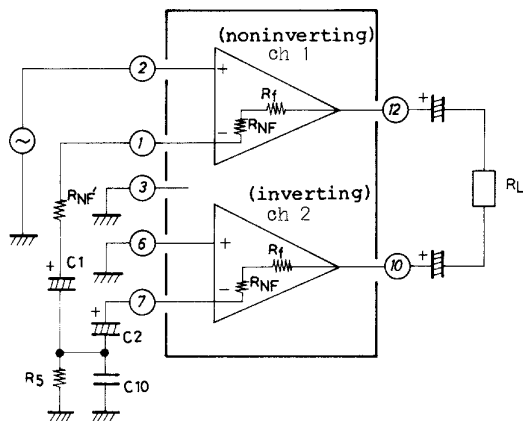 (noninverting)
ch 1
2
+
Rf
RNF
12
+
1
-
RNF'
3
RL
(inverting)
ch 2
6
+
Rf
RNF
10
+
+
C1
7
-
+
C2
R5
C10